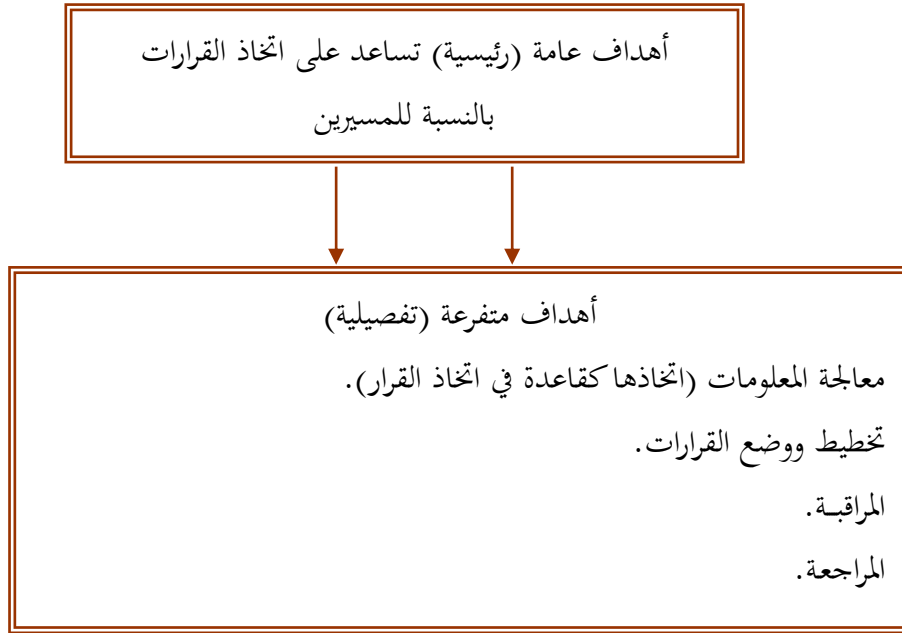 أهداف عامة (رئيسية) تساعد على اتخاذ القرارات
بالنسبة للمسيرين
أهداف متفرعة (تفصيلية)
معالجة المعلومات (اتخاذها كقاعدة في اتخاذ القرار).
تخطيط ووضع القرارات.
المراقبـة.
المراجعة.